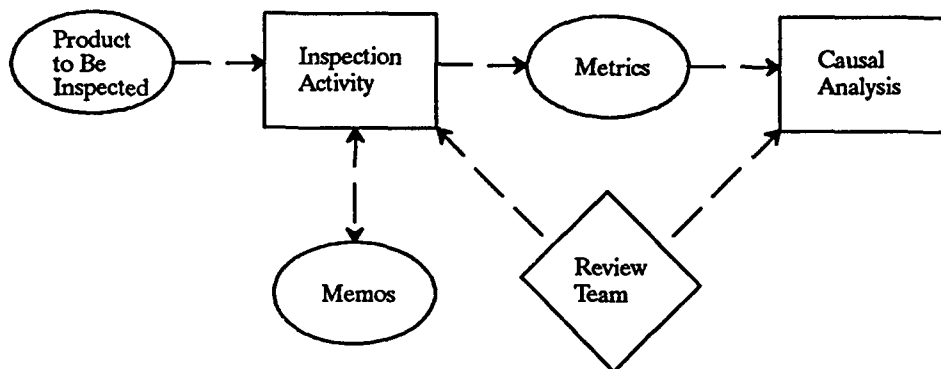 Product
to Be
Inspected
Inspection
Activity
Metrics
Causal
Analysis
Memos
Review
Team